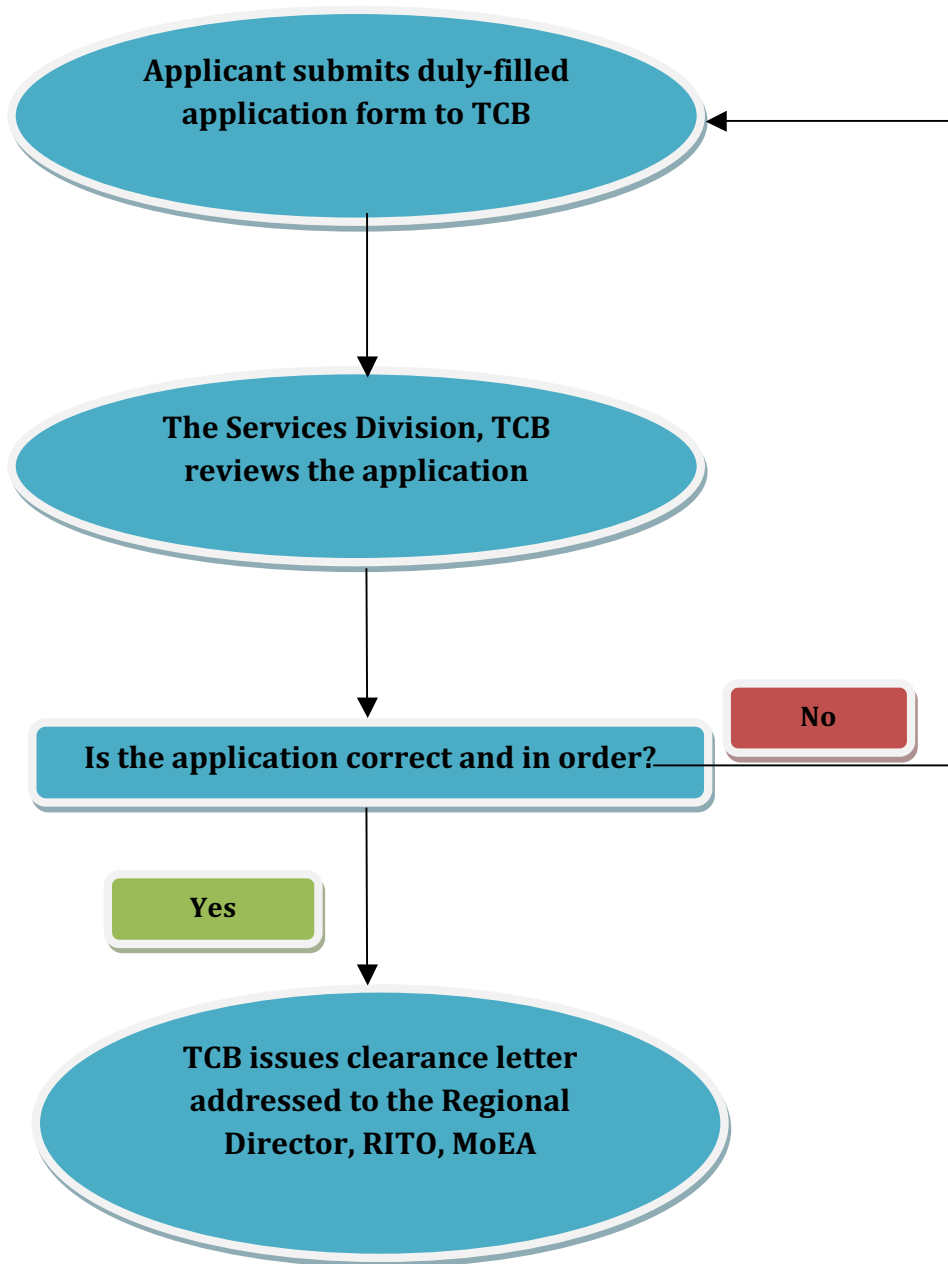 Applicant submits duly-filled
application form to TCB
The Services Division, TCB
reviews the application
No
Is the application correct and in order?
Yes
TCB issues clearance letter
addressed to the Regional
Director, RITO, MoEA